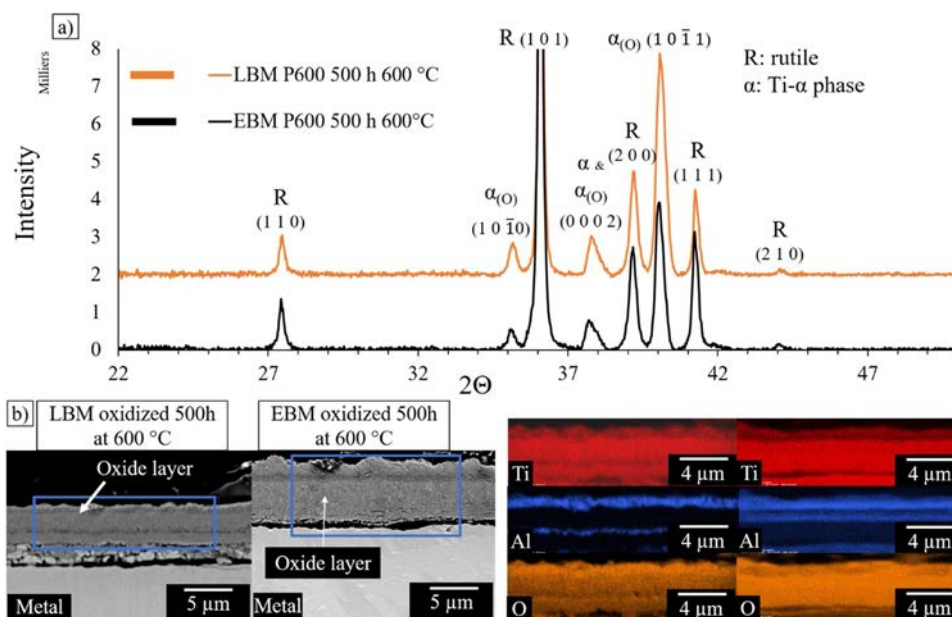 a)
Milliers
Intensity
8
7
6
5
4
3
2
1
0
LBM P600 500 h 600 °C
EBM P600 500 h 600°C
R: rutile
α: Ti-α phase
R
(1 1 0)
α(O)
(1 0 1̄ 0)
R (1 0 1)
α &
α(O)
(0 0 0 2)
R
(2 0 0)
α(O) (1 0 1̄ 1)
R
(1 1 1)
R
(2 1 0)
22 27 32 37 42 47
2Θ
b)
LBM oxidized 500h
at 600 °C
EBM oxidized 500h
at 600 °C
Oxide layer
Metal
5 µm
Oxide layer
Metal
5 µm
Ti 4 µm Ti 4 µm
Al 4 µm Al 4 µm
O 4 µm O 4 µm